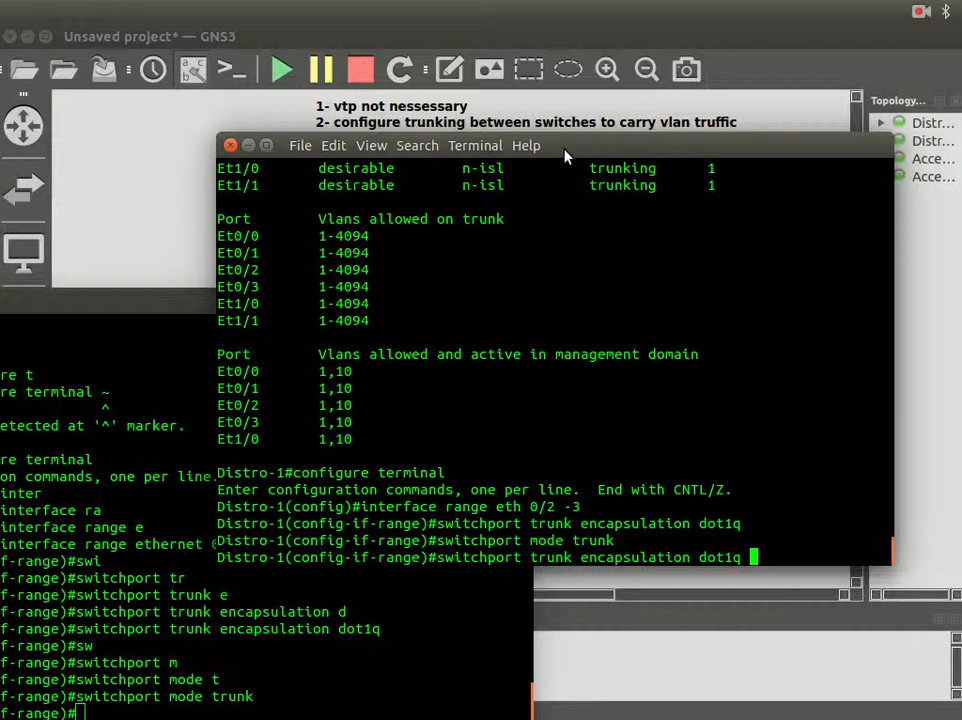 Unsaved project* — GNS3
1- vtp not nessessary
2- configure trunking between switches to carry vlan truffic
Topology...
Distr...
Distr...
Acce...
Acce...
File Edit View Search Terminal Help
Et1/0 desirable n-isl trunking 1
Et1/1 desirable n-isl trunking 1
Port Vlans allowed on trunk
Et0/0 1-4094
Et0/1 1-4094
Et0/2 1-4094
Et0/3 1-4094
Et1/0 1-4094
Et1/1 1-4094
Port Vlans allowed and active in management domain
Et0/0 1,10
Et0/1 1,10
Et0/2 1,10
Et0/3 1,10
Et1/0 1,10
Distro-1#configure terminal
Enter configuration commands, one per line. End with CNTL/Z.
Distro-1(config)#interface range eth 0/2 -3
Distro-1(config-if-range)#switchport trunk encapsulation dot1q
Distro-1(config-if-range)#switchport mode trunk
Distro-1(config-if-range)#switchport trunk encapsulation dot1q
re t
re terminal ~
^
etected at '^' marker.
re terminal
on commands, one per line.
inter
interface ra
interface range e
interface range ethernet
f-range)#swi
f-range)#switchport tr
f-range)#switchport trunk e
f-range)#switchport trunk encapsulation d
f-range)#switchport trunk encapsulation dot1q
f-range)#sw
f-range)#switchport m
f-range)#switchport mode t
f-range)#switchport mode trunk
f-range)#